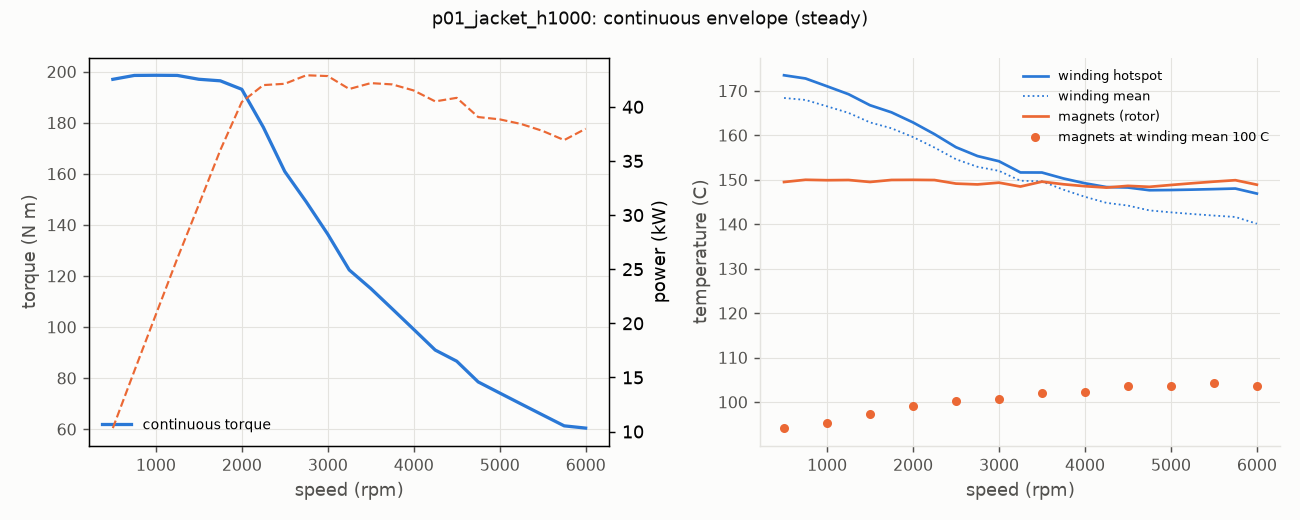 p01_jacket_h1000: continuous envelope (steady)
torque (N m)
200
180
160
140
120
100
80
60
continuous torque
1000 2000 3000 4000 5000 6000
speed (rpm)
power (kW)
40
35
30
25
20
15
10
temperature (C)
170
160
150
140
130
120
110
100
winding hotspot
winding mean
magnets (rotor)
magnets at winding mean 100 C
1000 2000 3000 4000 5000 6000
speed (rpm)